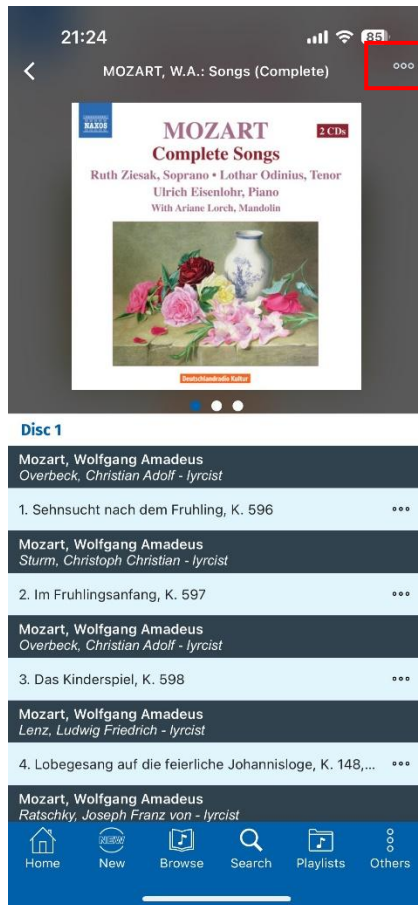 21:24
85
MOZART, W.A.: Songs (Complete)
NAXOS
MOZART
2 CDs
Complete Songs
Ruth Ziesak, Soprano • Lothar Odinius, Tenor
Ulrich Eisenlohr, Piano
With Ariane Lorch, Mandolin
Deutschlandradio Kultur
Disc 1
Mozart, Wolfgang Amadeus
Overbeck, Christian Adolf - lyrcist
1. Sehnsucht nach dem Fruhling, K. 596
Mozart, Wolfgang Amadeus
Sturm, Christoph Christian - lyrcist
2. Im Fruhlingsanfang, K. 597
Mozart, Wolfgang Amadeus
Overbeck, Christian Adolf - lyrcist
3. Das Kinderspiel, K. 598
Mozart, Wolfgang Amadeus
Lenz, Ludwig Friedrich - lyrcist
4. Lobegesang auf die feierliche Johannisloge, K. 148,...
Mozart, Wolfgang Amadeus
Ratschky, Joseph Franz von - lyrcist
NEW
Home New Browse Search Playlists Others